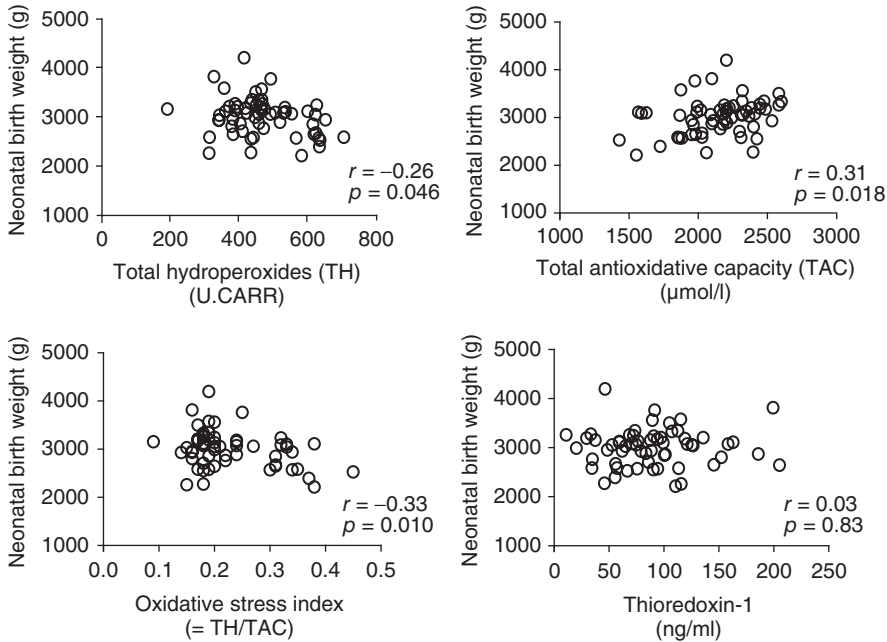 Neonatal birth weight (g)
5000
4000
3000
2000
1000
0
200
400
600
800
r = –0.26
p = 0.046
Total hydroperoxides (TH)
(U.CARR)
Neonatal birth weight (g)
5000
4000
3000
2000
1000
1000
1500
2000
2500
3000
r = 0.31
p = 0.018
Total antioxidative capacity (TAC)
(µmol/l)
Neonatal birth weight (g)
5000
4000
3000
2000
1000
0.0
0.1
0.2
0.3
0.4
0.5
r = –0.33
p = 0.010
Oxidative stress index
(= TH/TAC)
Neonatal birth weight (g)
5000
4000
3000
2000
1000
0
50
100
150
200
250
r = 0.03
p = 0.83
Thioredoxin-1
(ng/ml)